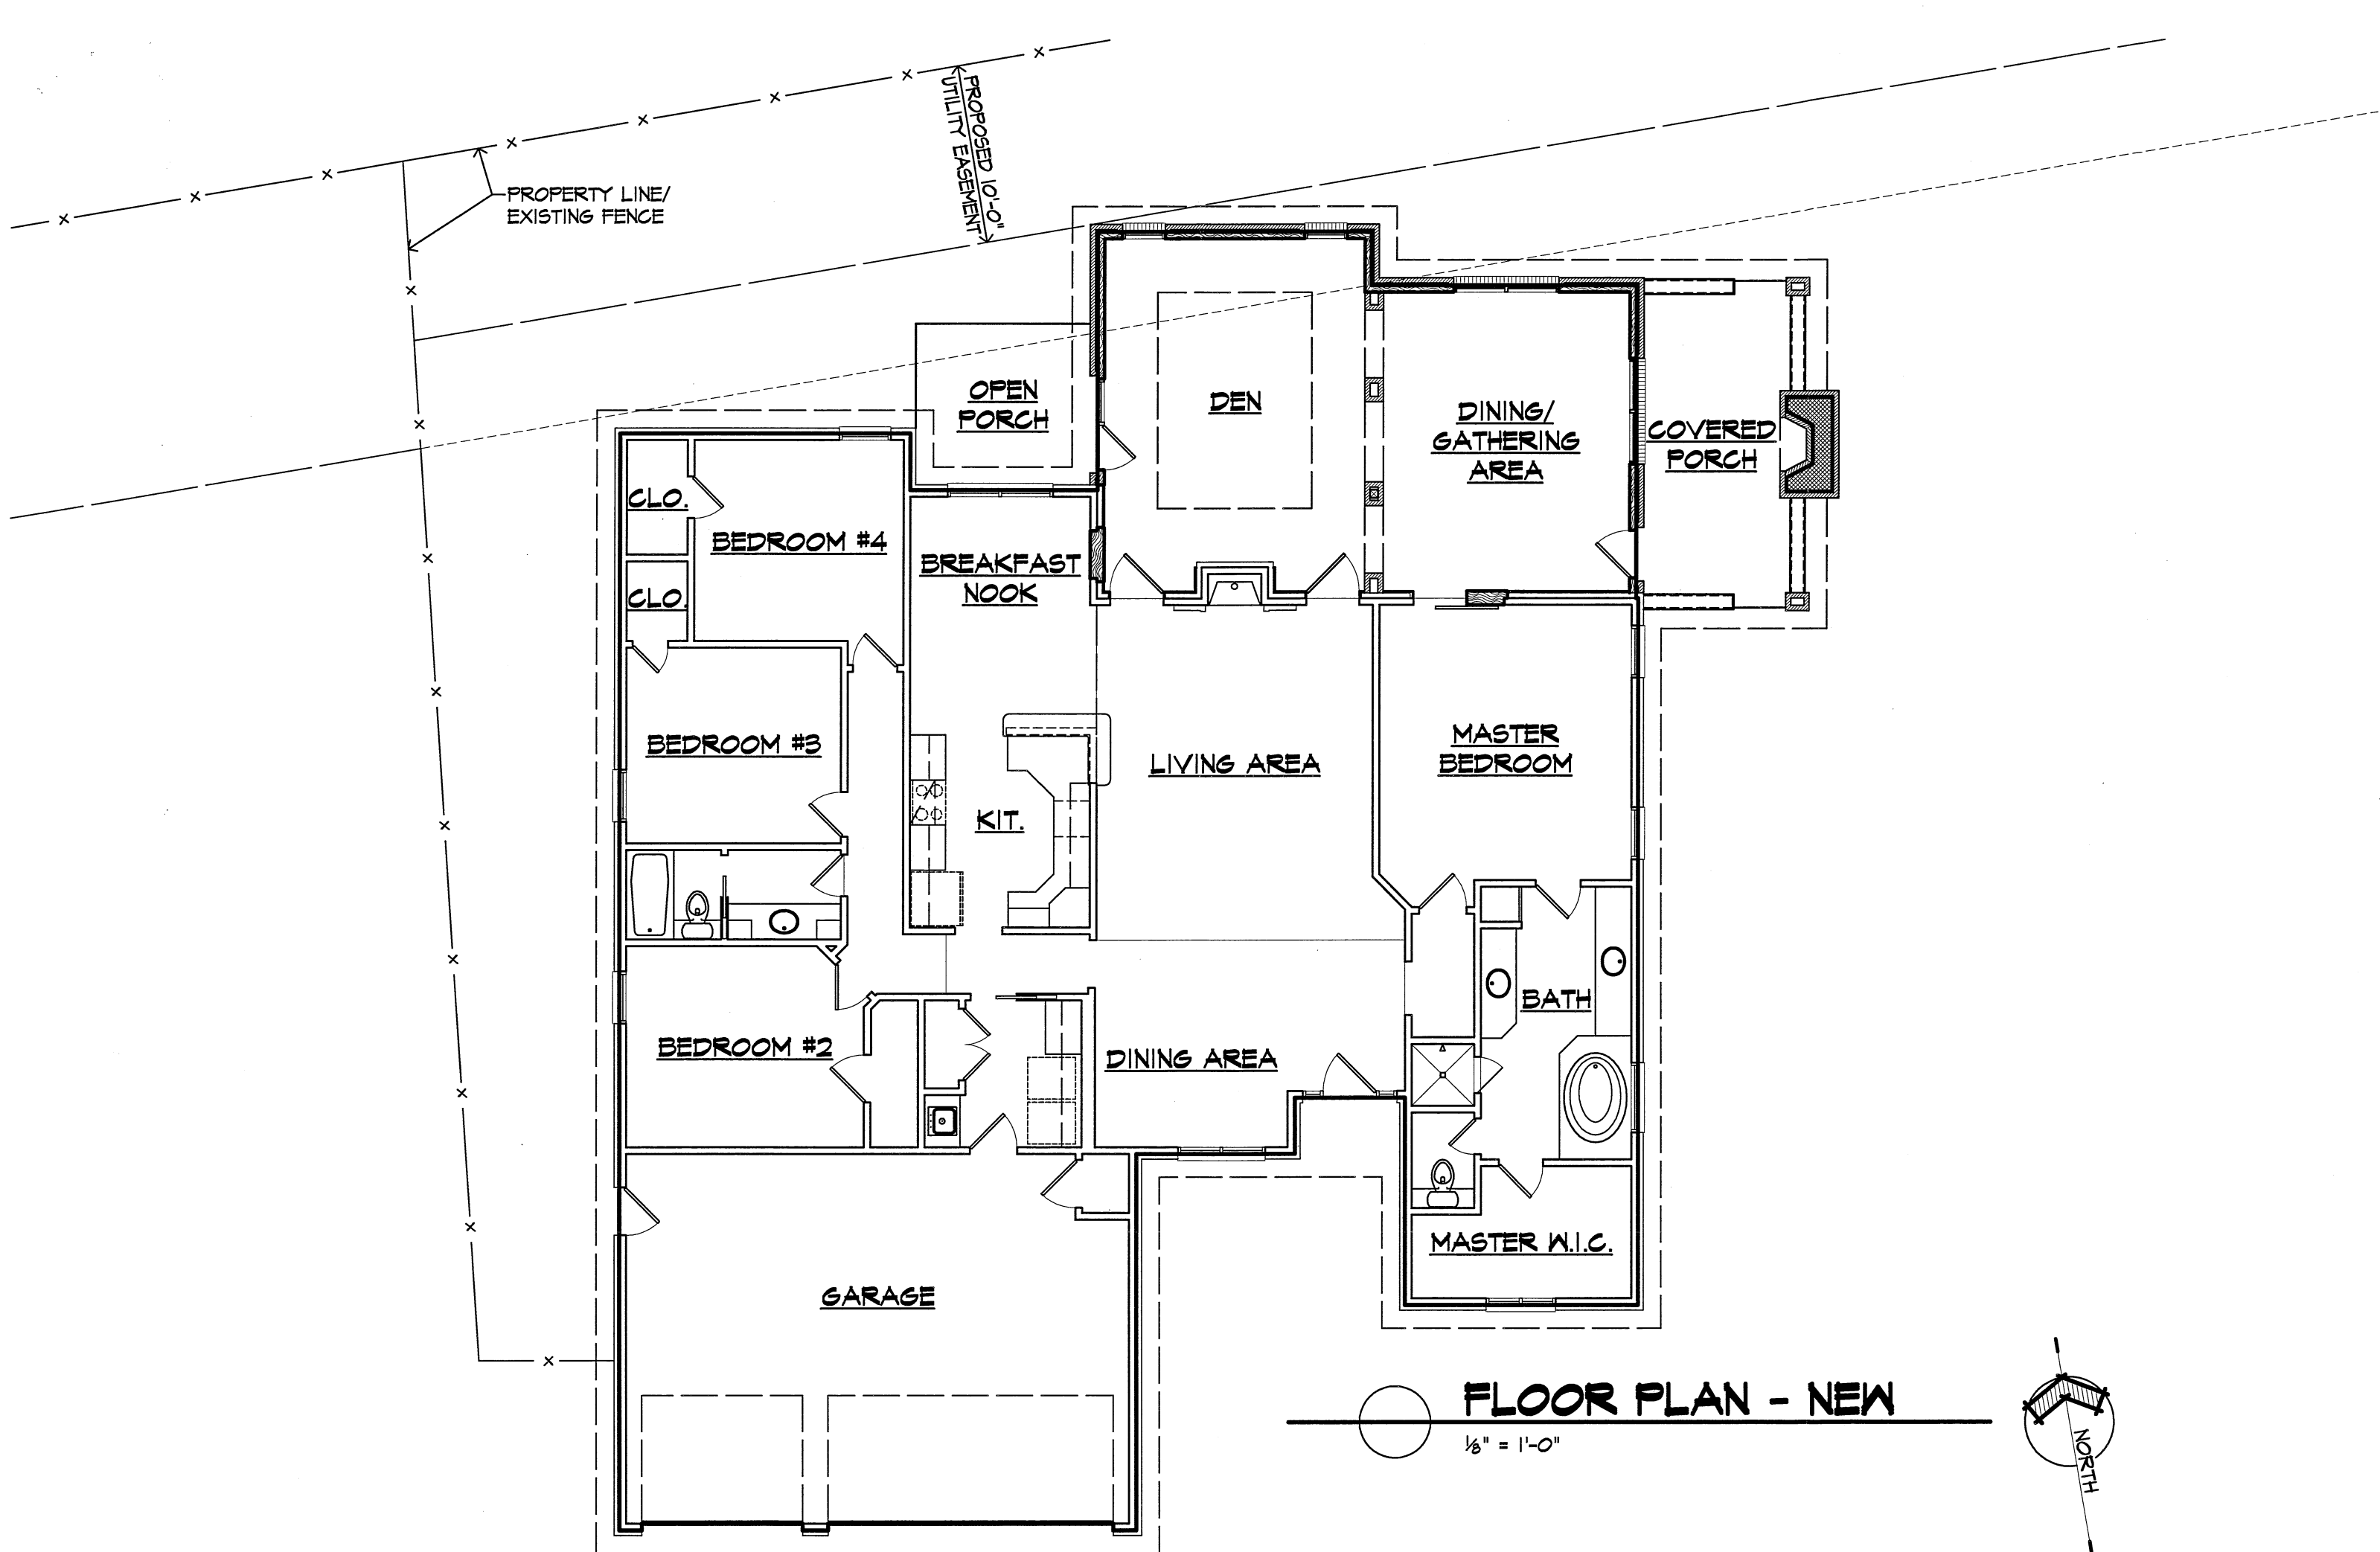 PROPOSED 10'-0"
UTILITY EASEMENT
PROPERTY LINE/
EXISTING FENCE
OPEN
PORCH
DEN
DINING/
GATHERING
AREA
COVERED
PORCH
CLO.
BEDROOM #4
BREAKFAST
NOOK
CLO.
BEDROOM #3
KIT.
LIVING AREA
MASTER
BEDROOM
BATH
BEDROOM #2
DINING AREA
MASTER W.I.C.
GARAGE
FLOOR PLAN - NEW
1/8" = 1'-0"
NORTH